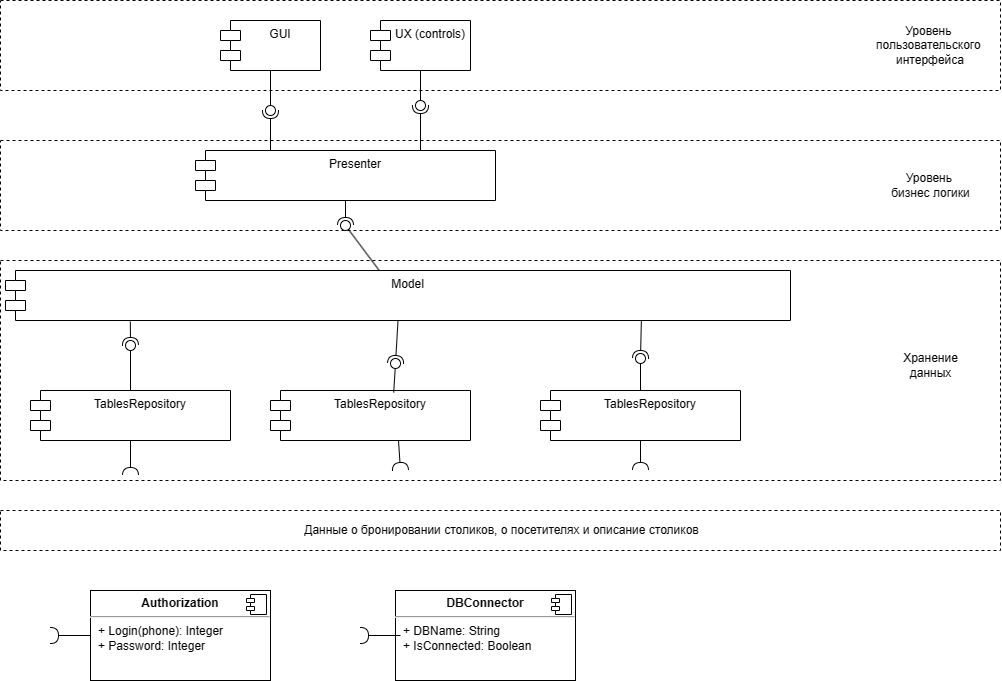 GUI
UX (controls)
Уровень
пользовательского
интерфейса
Presenter
Уровень
бизнес логики
Model
Хранение
данных
TablesRepository
TablesRepository
TablesRepository
Данные о бронировании столиков, о посетителях и описание столиков
Authorization
+ Login(phone): Integer
+ Password: Integer
DBConnector
+ DBName: String
+ IsConnected: Boolean